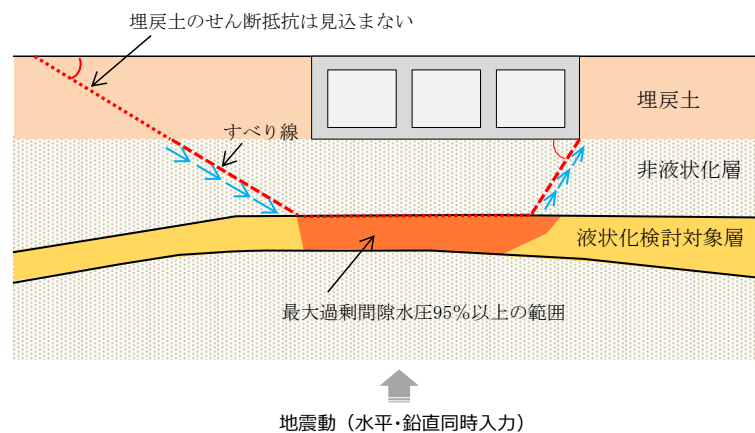 埋戻土のせん断抵抗は見込まない
埋戻土
すべり線
非液状化層
液状化検討対象層
最大過剰間隙水圧95％以上の範囲
地震動（水平・鉛直同時入力）